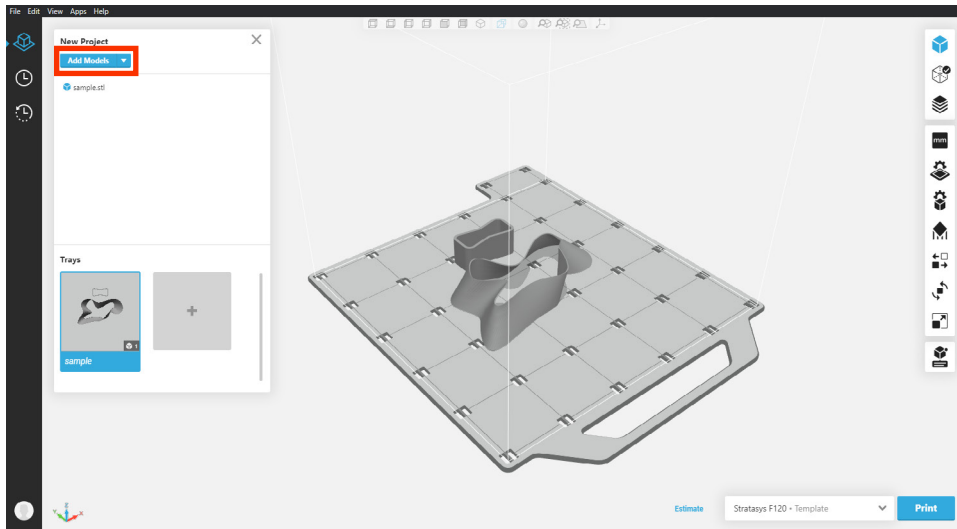 File Edit View Apps Help
New Project
Add Models
sample.stl
Trays
1
sample
mm
Z
X
Estimate
Stratasys F120 • Template
Print